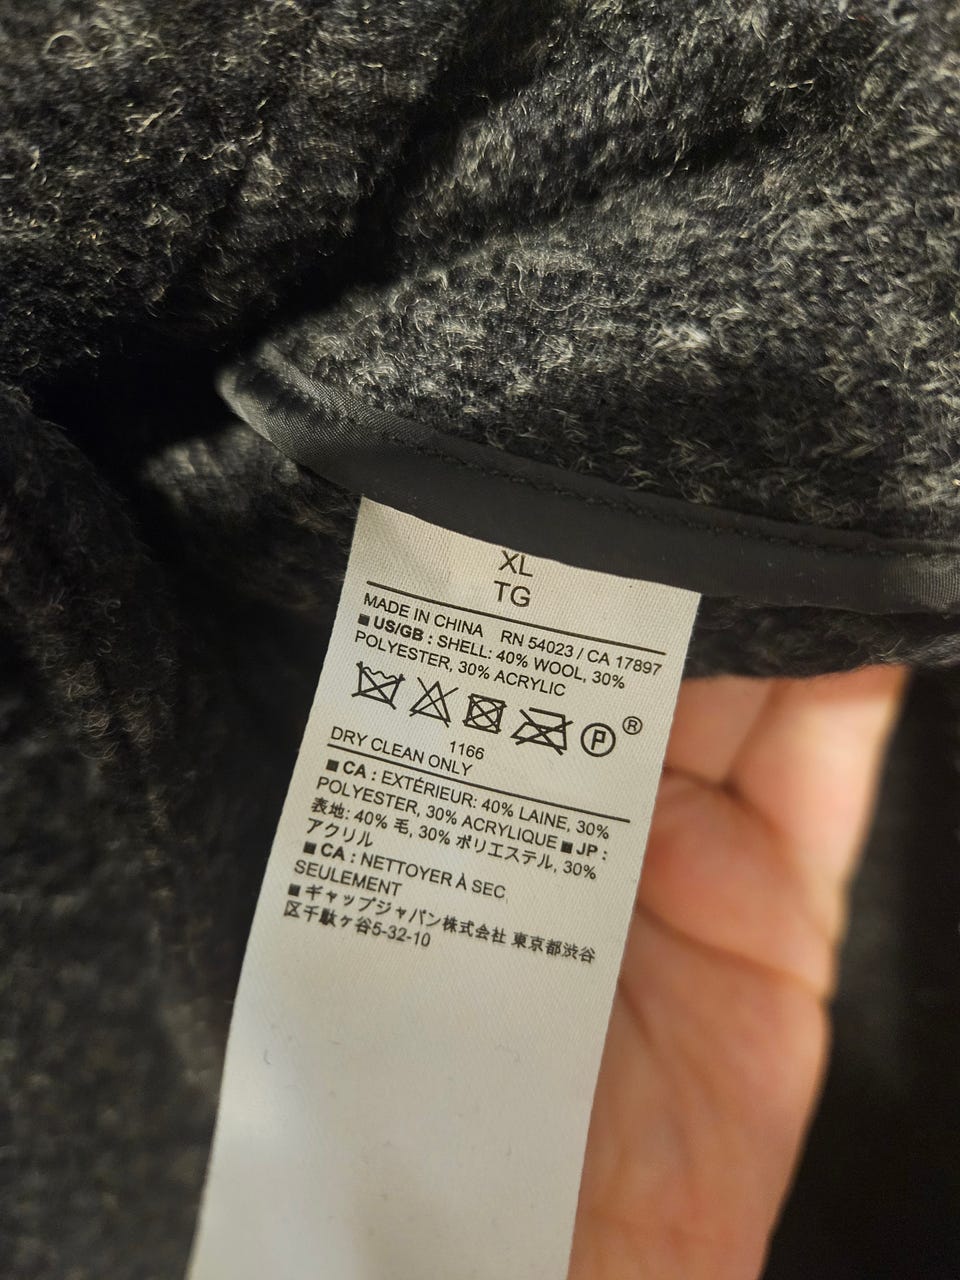 XL
TG
MADE IN CHINA RN 54023 / CA 17897
■ US/GB : SHELL: 40% WOOL, 30%
POLYESTER, 30% ACRYLIC
P ®
1166
DRY CLEAN ONLY
■ CA : EXTÉRIEUR: 40% LAINE, 30%
POLYESTER, 30% ACRYLIQUE ■ JP :
表地: 40% 毛, 30% ポリエステル, 30%
アクリル
■ CA : NETTOYER À SEC
SEULEMENT
■ ギャップジャパン株式会社 東京都渋谷
区千駄ヶ谷5-32-10